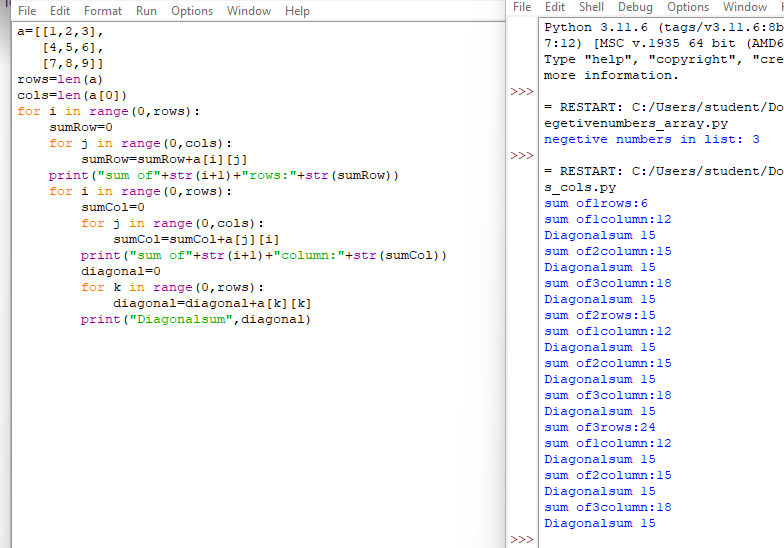 File Edit Format Run Options Window Help
a=[[1,2,3],
[4,5,6],
[7,8,9]]
rows=len(a)
cols=len(a[0])
for i in range(0,rows):
sumRow=0
for j in range(0,cols):
sumRow=sumRow+a[i][j]
print("sum of"+str(i+1)+"rows:"+str(sumRow))
for i in range(0,rows):
sumCol=0
for j in range(0,cols):
sumCol=sumCol+a[j][i]
print("sum of"+str(i+1)+"column:"+str(sumCol))
diagonal=0
for k in range(0,rows):
diagonal=diagonal+a[k][k]
print("Diagonalsum",diagonal)
File Edit Shell Debug Options Window
Python 3.11.6 (tags/v3.11.6:8b
7:12) [MSC v.1935 64 bit (AMD6
Type "help", "copyright", "cre
more information.
>>>
= RESTART: C:/Users/student/Do
egetivenumbers_array.py
negetive numbers in list: 3
>>>
= RESTART: C:/Users/student/Do
s_cols.py
sum of1rows:6
sum of1column:12
Diagonalsum 15
sum of2column:15
Diagonalsum 15
sum of3column:18
Diagonalsum 15
sum of2rows:15
sum of1column:12
Diagonalsum 15
sum of2column:15
Diagonalsum 15
sum of3column:18
Diagonalsum 15
sum of3rows:24
sum of1column:12
Diagonalsum 15
sum of2column:15
Diagonalsum 15
sum of3column:18
Diagonalsum 15
>>>